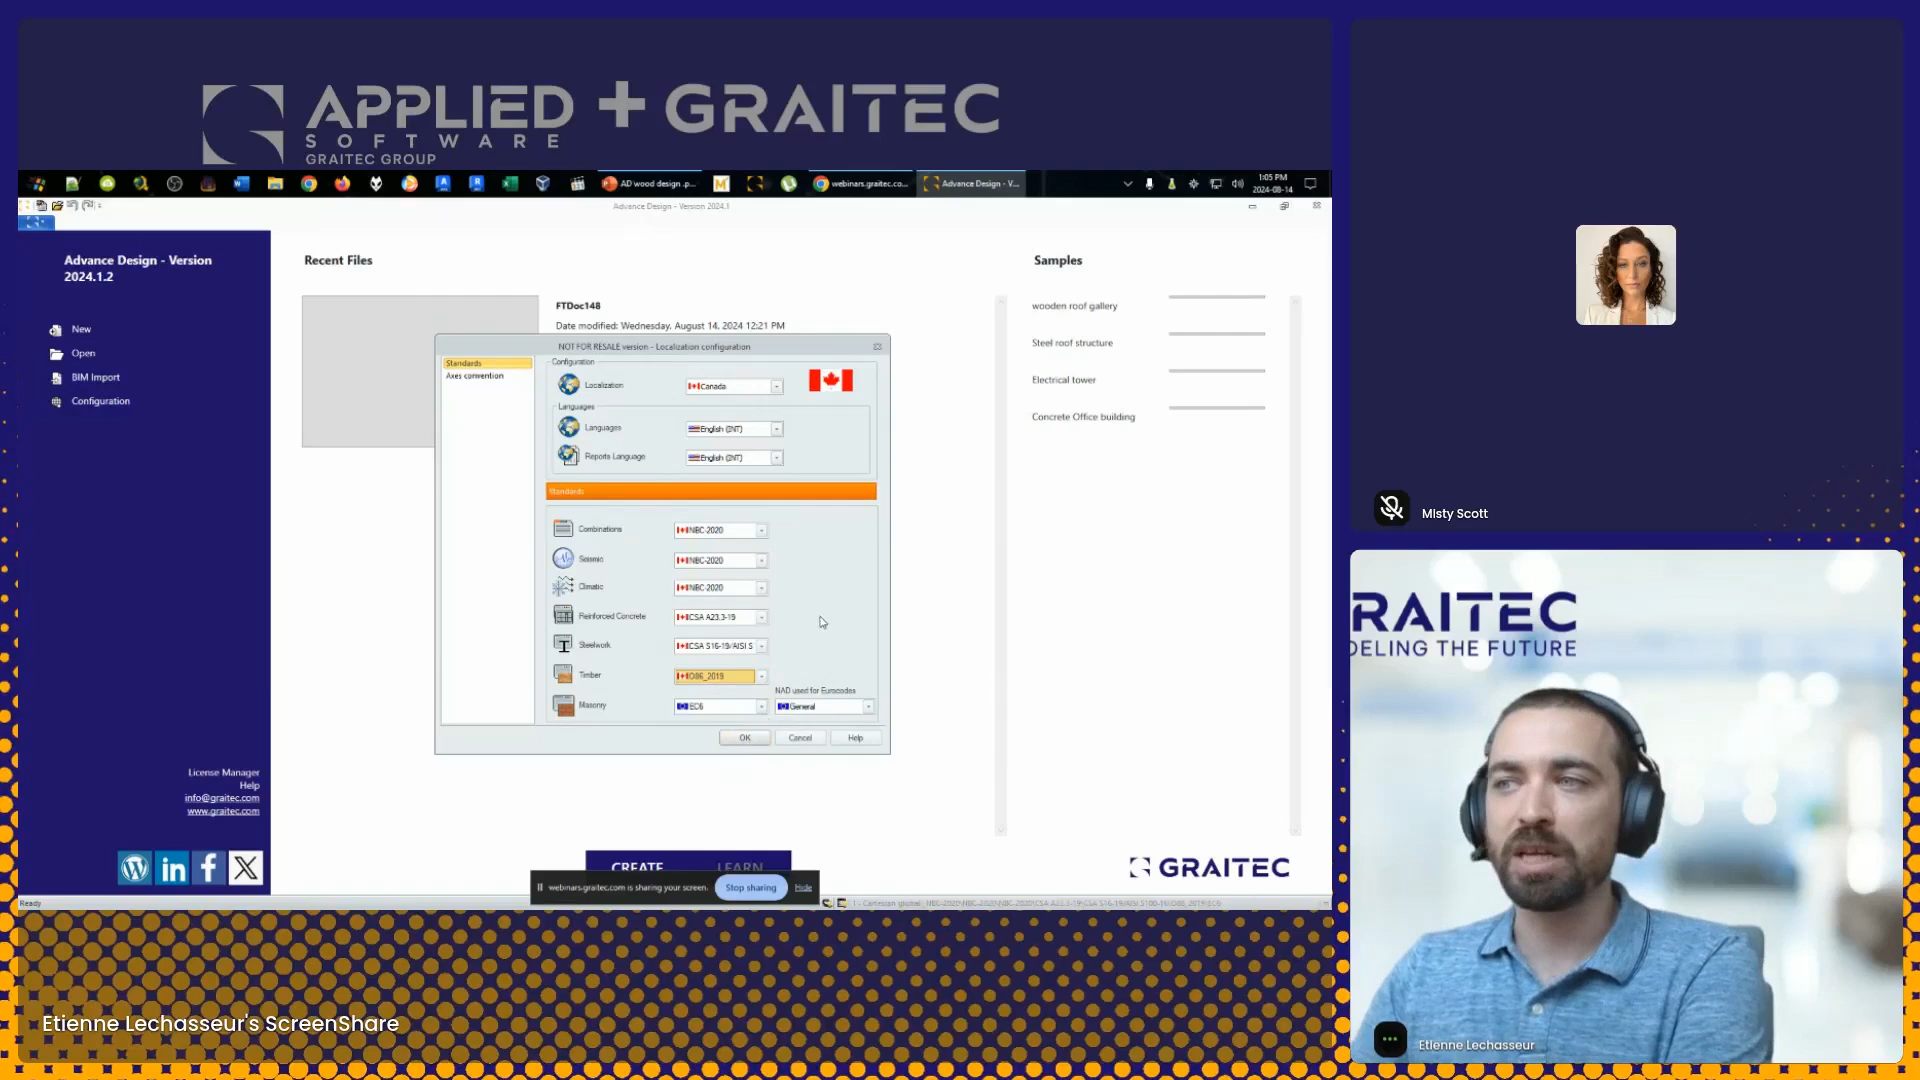 APPLIED + GRAITEC
SOFTWARE
GRAITEC GROUP
AD wood design .p...
webinars.graitec.co...
Advance Design - V...
1:05 PM
2024-08-14
Advance Design - Version 2024.1
Advance Design - Version
2024.1.2
New
Open
BIM Import
Configuration
License Manager
Help
info@graitec.com
www.graitec.com
Recent Files
FTDoc148
Date modified: Wednesday, August 14, 2024 12:21 PM
NOT FOR RESALE version - Localization configuration
Standards
Axes convention
Configuration
Localization
Canada
Languages
Languages
English (INT)
Reports Language
English (INT)
Standards
Combinations
NBC-2020
Seismic
NBC-2020
Climatic
NBC-2020
Reinforced Concrete
CSA A23.3-19
Steelwork
CSA S16-19/AISI S
Timber
O86_2019
NAD used for Eurocodes
Masonry
EC6
General
OK
Cancel
Help
Samples
wooden roof gallery
Steel roof structure
Electrical tower
Concrete Office building
CREATE
LEARN
GRAITEC
webinars.graitec.com is sharing your screen.
Stop sharing
Hide
Ready
Etienne Lechasseur's ScreenShare
Misty Scott
RAITEC
DELING THE FUTURE
Etienne Lechasseur